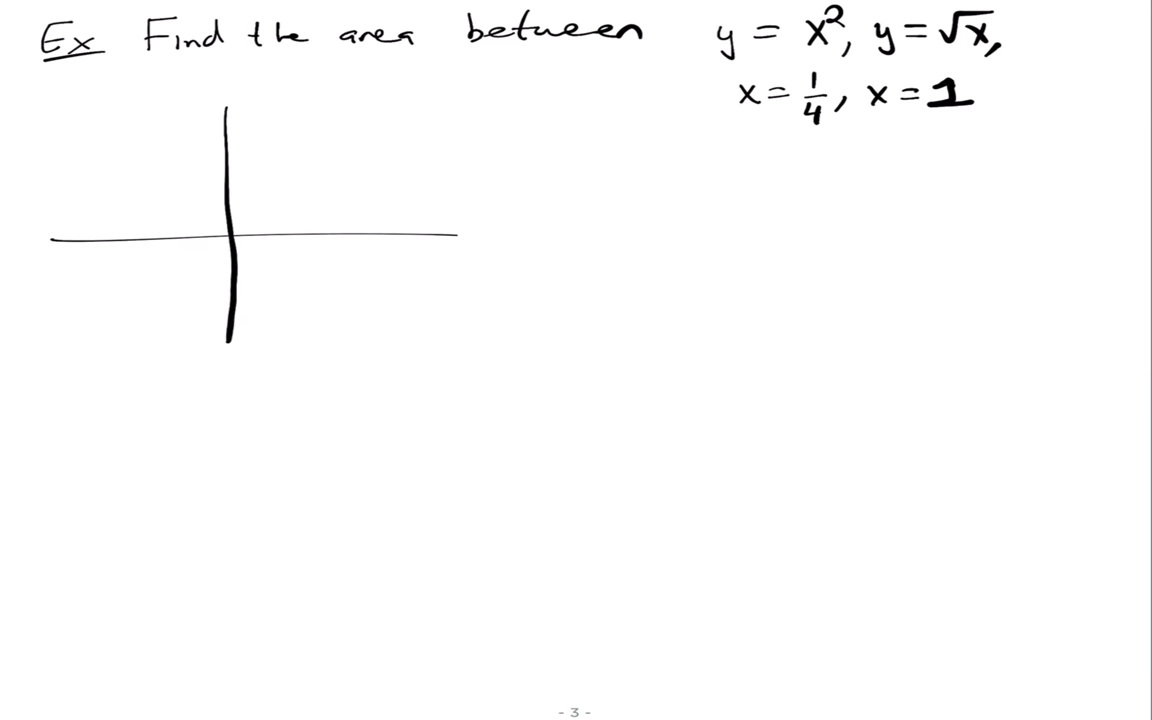 Ex Find the area between y = x², y = √x,
x = 1/4, x = 1
- 3 -